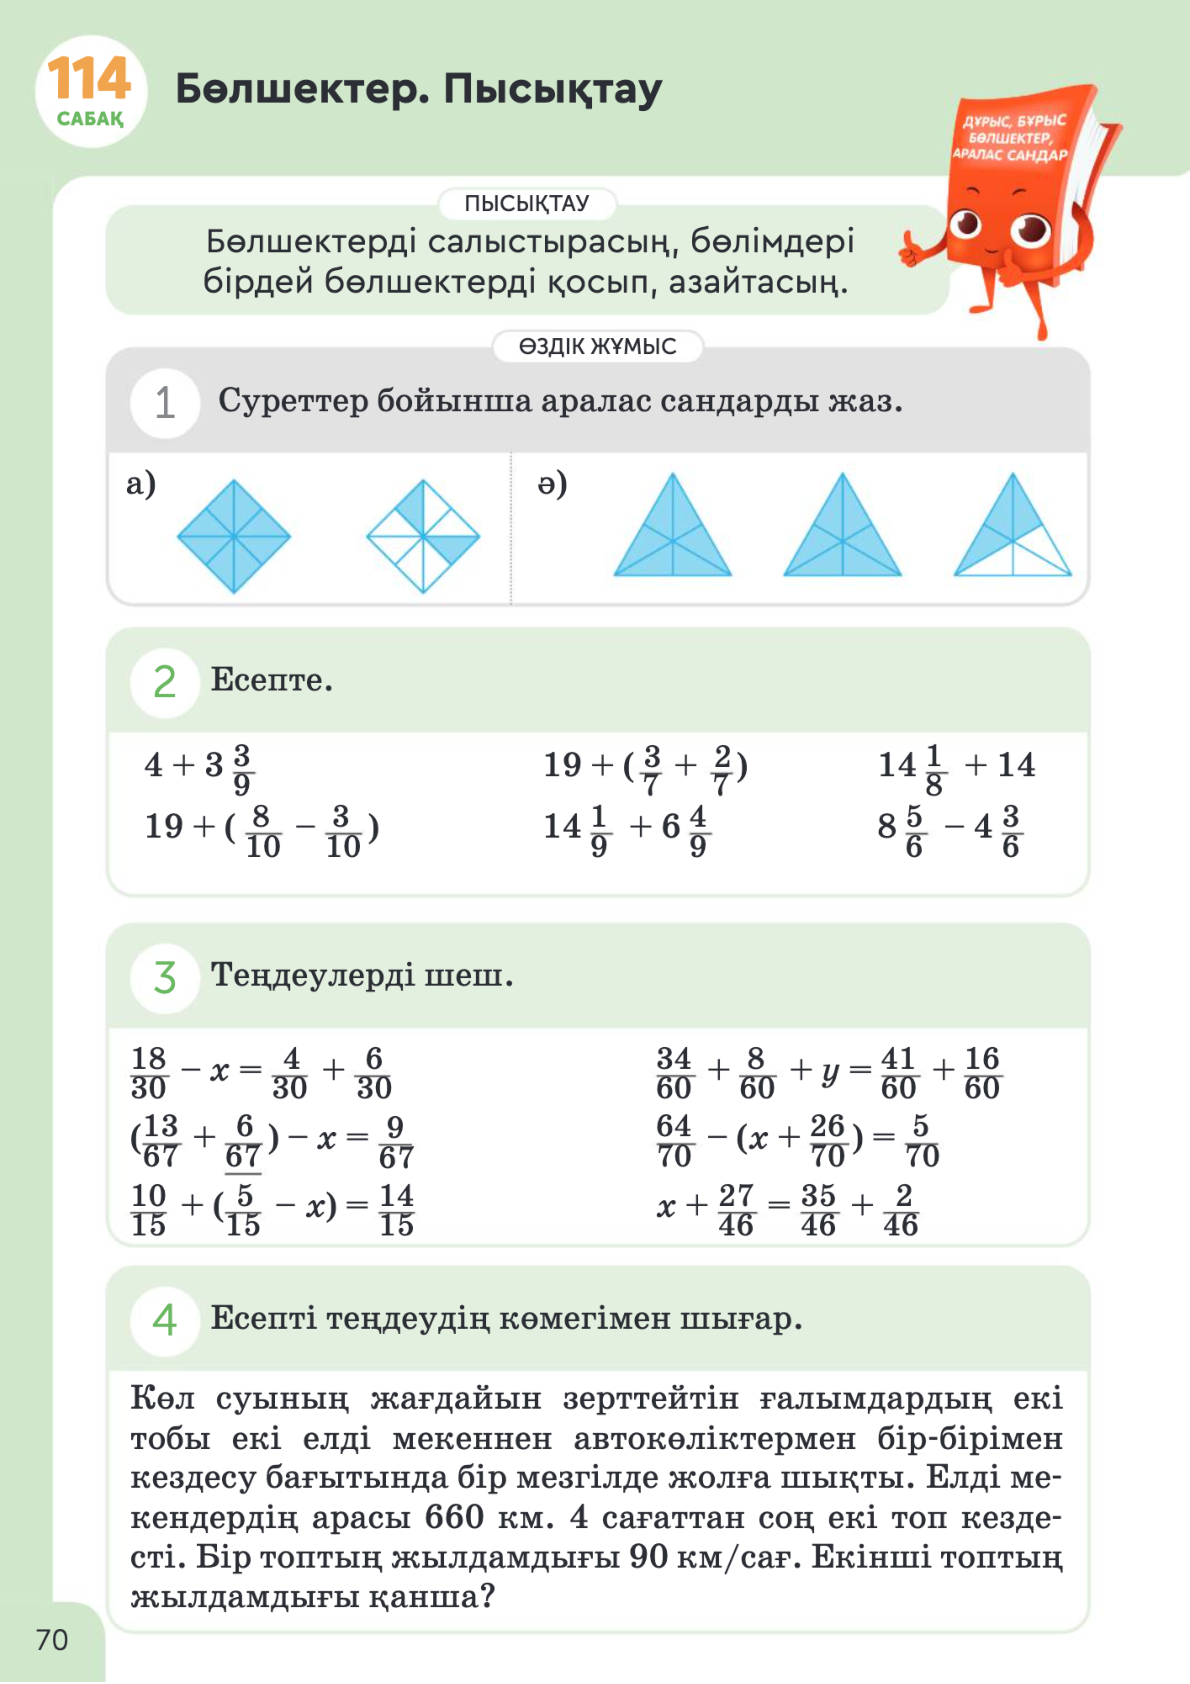 114
САБАҚ
Бөлшектер. Пысықтау
ДҰРЫС, БҰРЫС
БӨЛШЕКТЕР,
АРАЛАС САНДАР
ПЫСЫҚТАУ
Бөлшектерді салыстырасың, бөлімдері
бірдей бөлшектерді қосып, азайтасың.
ӨЗДІК ЖҰМЫС
1 Суреттер бойынша аралас сандарды жаз.
а) ә)
2 Есепте.
4 + 3 3/9 19 + (3/7 + 2/7) 14 1/8 + 14
19 + (8/10 − 3/10) 14 1/9 + 6 4/9 8 5/6 − 4 3/6
3 Теңдеулерді шеш.
18/30 − x = 4/30 + 6/30 34/60 + 8/60 + y = 41/60 + 16/60
(13/67 + 6/67) − x = 9/67 64/70 − (x + 26/70) = 5/70
10/15 + (5/15 − x) = 14/15 x + 27/46 = 35/46 + 2/46
4 Есепті теңдеудің көмегімен шығар.
Көл суының жағдайын зерттейтін ғалымдардың екі
тобы екі елді мекеннен автокөліктермен бір-бірімен
кездесу бағытында бір мезгілде жолға шықты. Елді ме-
кендердің арасы 660 км. 4 сағаттан соң екі топ кезде-
сті. Бір топтың жылдамдығы 90 км/сағ. Екінші топтың
жылдамдығы қанша?
70